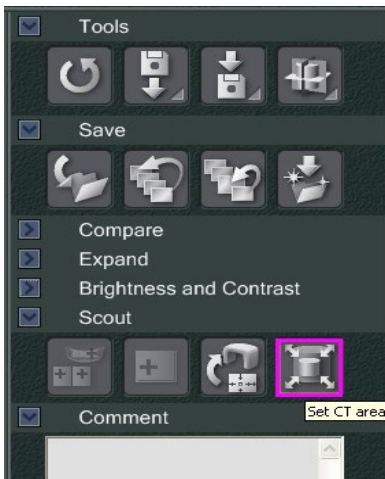 Tools
Save
Compare
Expand
Brightness and Contrast
Scout
Set CT area
Comment